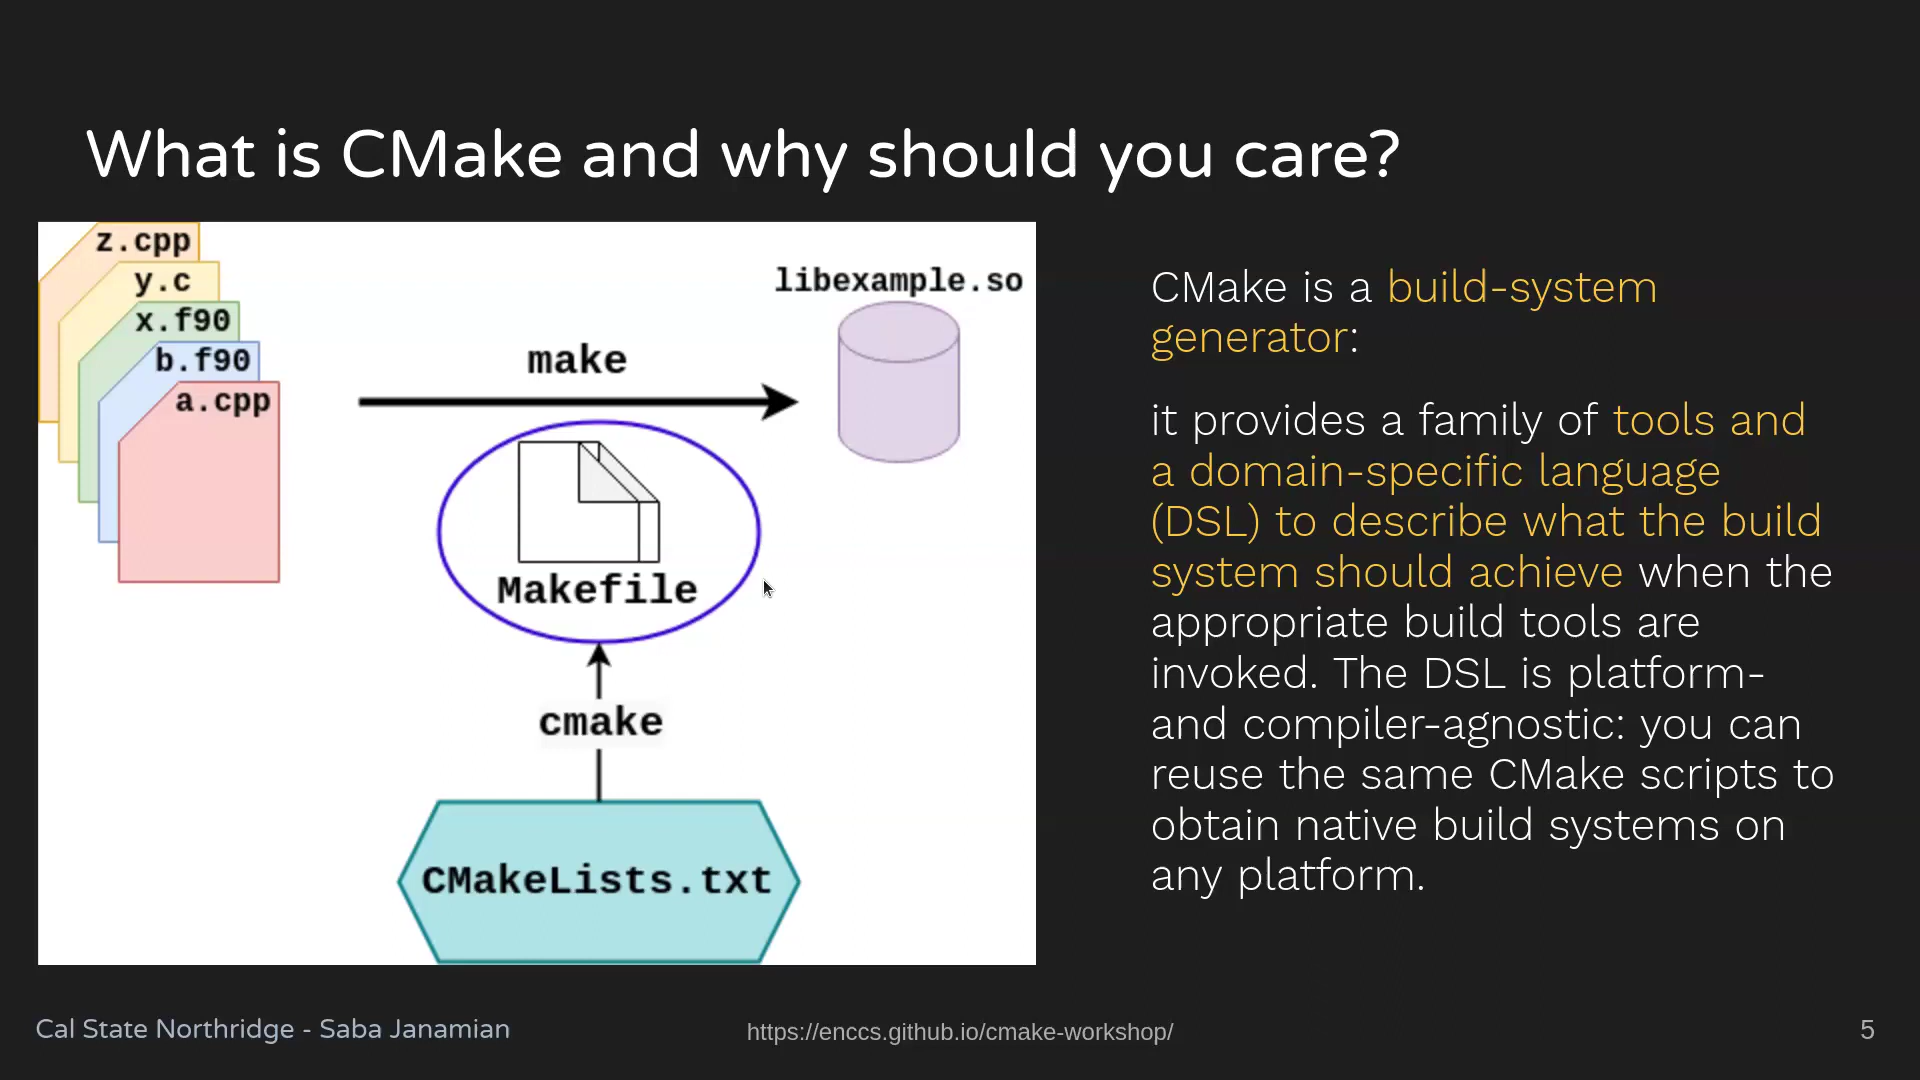 What is CMake and why should you care?
z.cpp
y.c
x.f90
b.f90
a.cpp
make
libexample.so
Makefile
cmake
CMakeLists.txt
CMake is a build-system
generator:
it provides a family of tools and
a domain-specific language
(DSL) to describe what the build
system should achieve when the
appropriate build tools are
invoked. The DSL is platform-
and compiler-agnostic: you can
reuse the same CMake scripts to
obtain native build systems on
any platform.
Cal State Northridge - Saba Janamian
https://enccs.github.io/cmake-workshop/
5